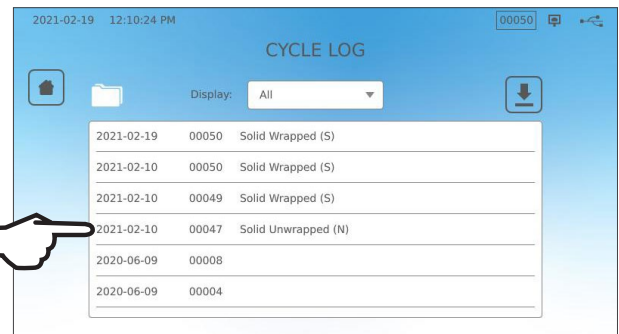 2021-02-19 12:10:24 PM 00050
CYCLE LOG
Display: All
2021-02-19 00050 Solid Wrapped (S)
2021-02-10 00050 Solid Wrapped (S)
2021-02-10 00049 Solid Wrapped (S)
2021-02-10 00047 Solid Unwrapped (N)
2020-06-09 00008
2020-06-09 00004